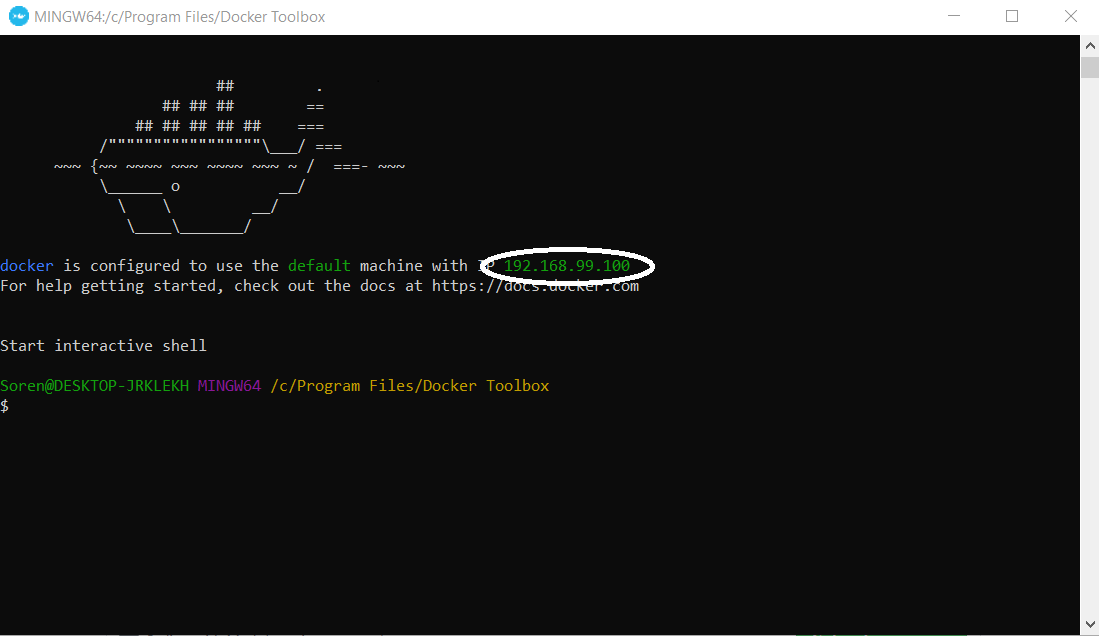 MINGW64:/c/Program Files/Docker Toolbox
                        ##         .
                  ## ## ##        ==
               ## ## ## ## ##    ===
           /"""""""""""""""""\___/ ===
      ~~~ {~~ ~~~~ ~~~ ~~~~ ~~~ ~ /  ===- ~~~
           \______ o           __/
             \    \         __/
              \____\_______/
docker is configured to use the default machine with IP 192.168.99.100
For help getting started, check out the docs at https://docs.docker.com
Start interactive shell
Soren@DESKTOP-JRKLEKH MINGW64 /c/Program Files/Docker Toolbox
$